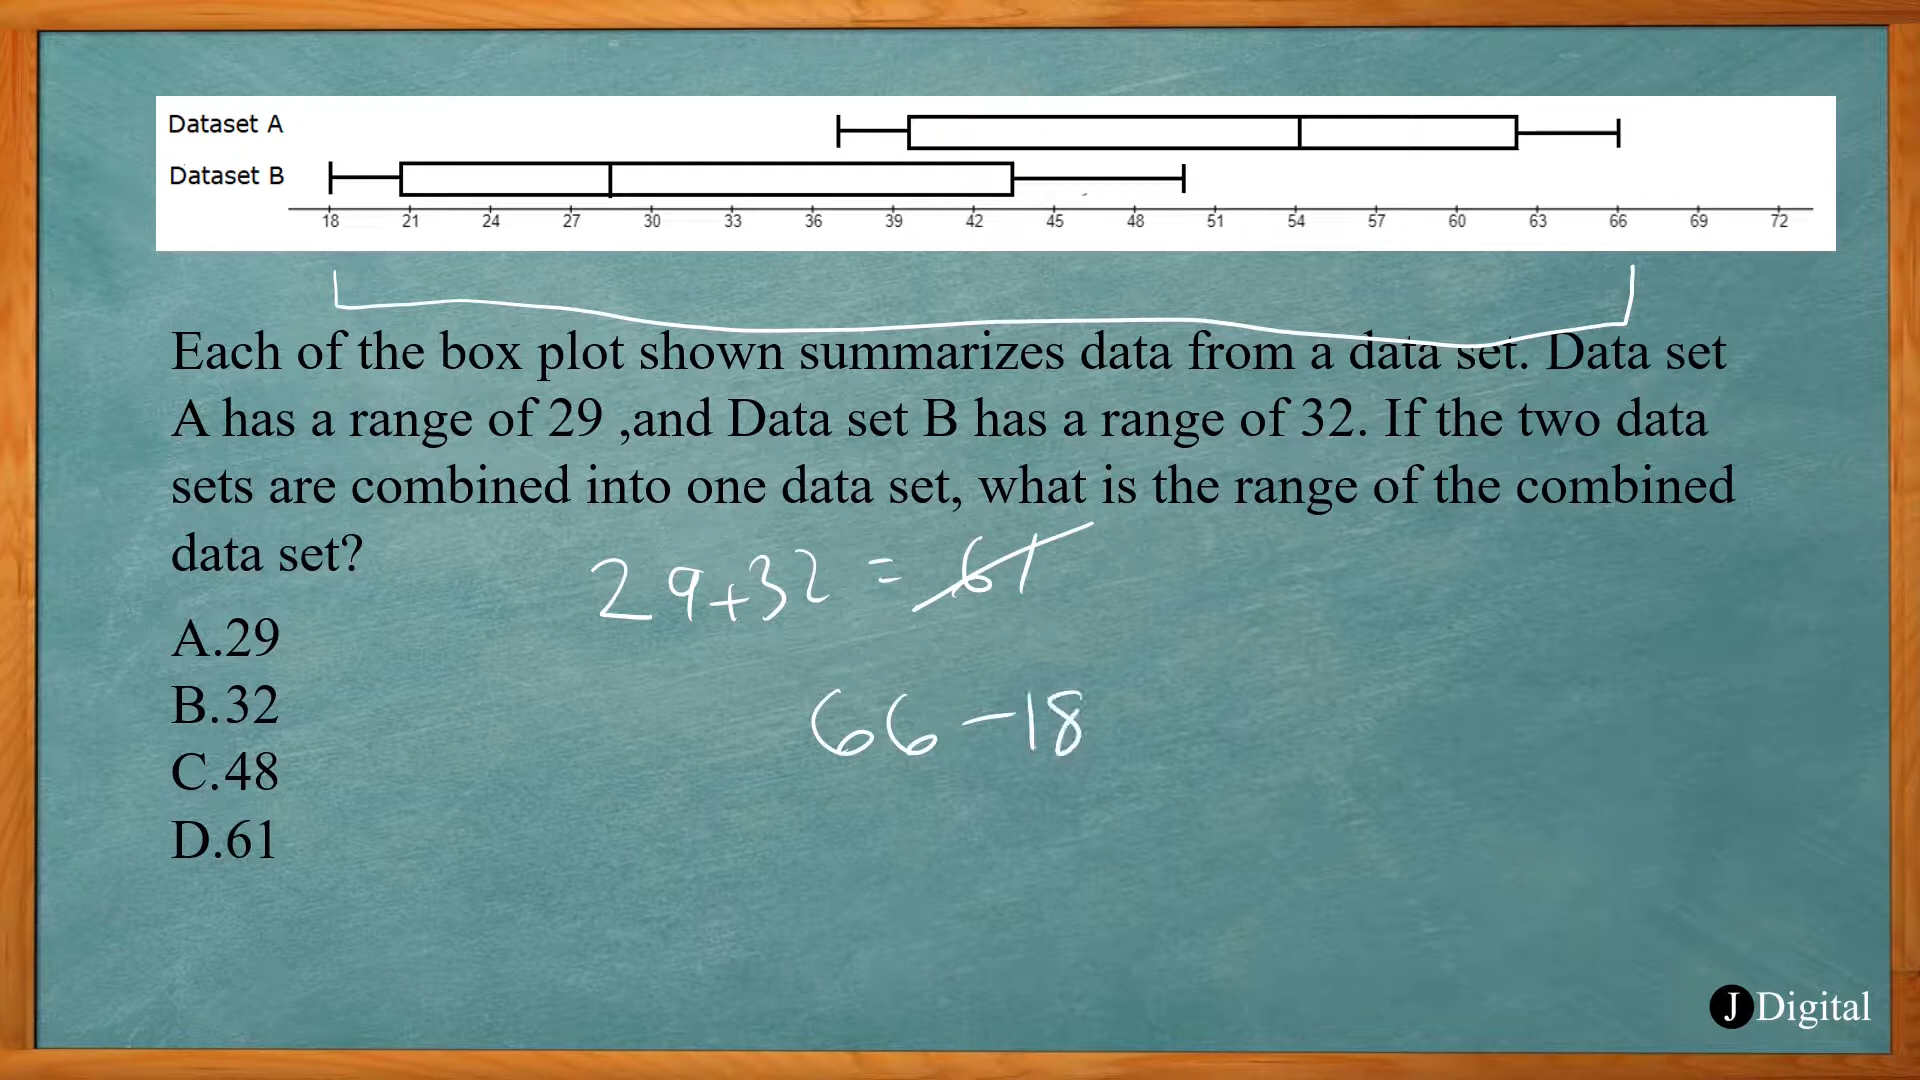 Dataset A
Dataset B
18 21 24 27 30 33 36 39 42 45 48 51 54 57 60 63 66 69 72
Each of the box plot shown summarizes data from a data set. Data set
A has a range of 29 ,and Data set B has a range of 32. If the two data
sets are combined into one data set, what is the range of the combined
data set?
29+32 = 61
A.29
B.32
66-18
C.48
D.61
J Digital